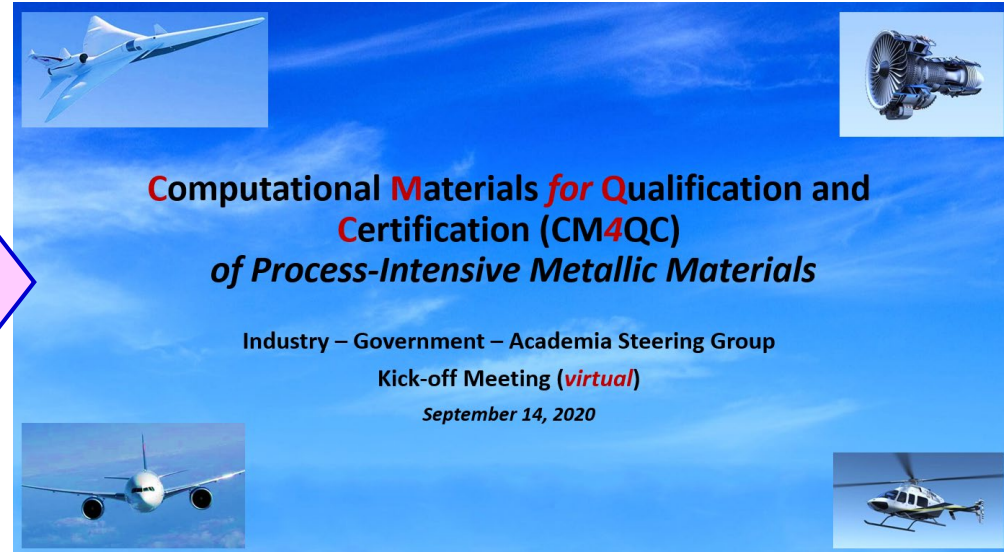 Computational Materials for Qualification and
Certification (CM4QC)
of Process-Intensive Metallic Materials
Industry – Government – Academia Steering Group
Kick-off Meeting (virtual)
September 14, 2020